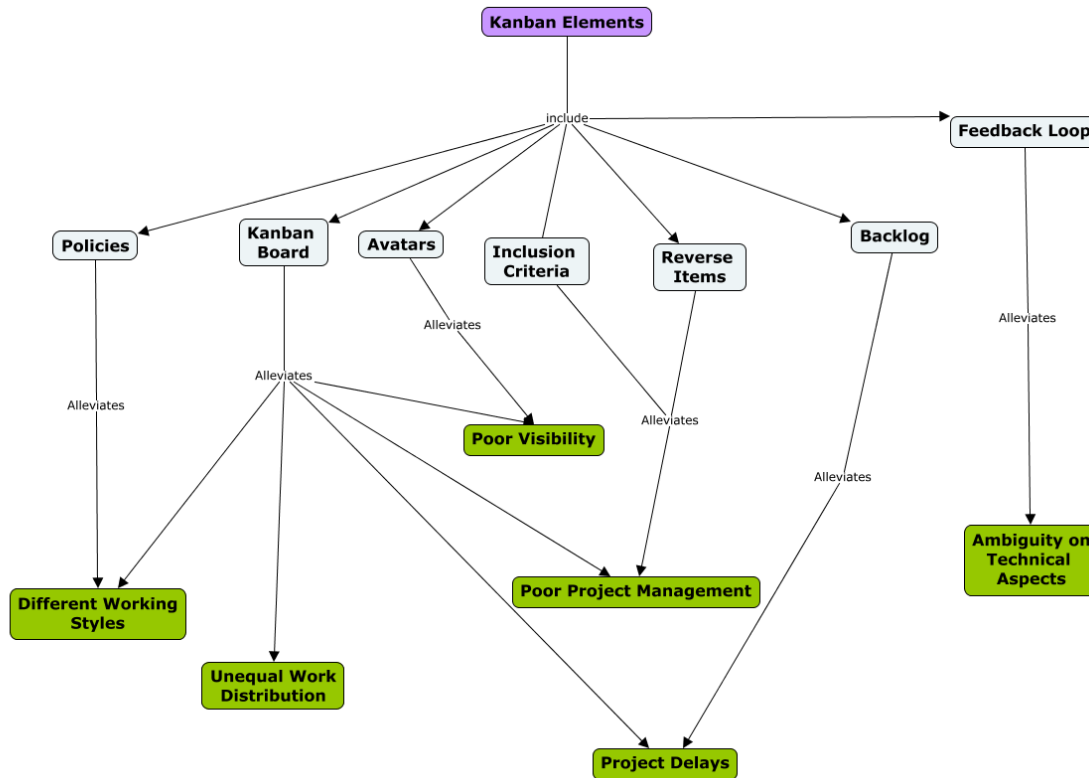 Kanban Elements
include
Feedback Loop
Policies
Kanban
Board
Avatars
Inclusion
Criteria
Reverse
Items
Backlog
Alleviates
Alleviates
Alleviates
Alleviates
Alleviates
Alleviates
Poor Visibility
Different Working
Styles
Unequal Work
Distribution
Poor Project Management
Ambiguity on
Technical
Aspects
Project Delays